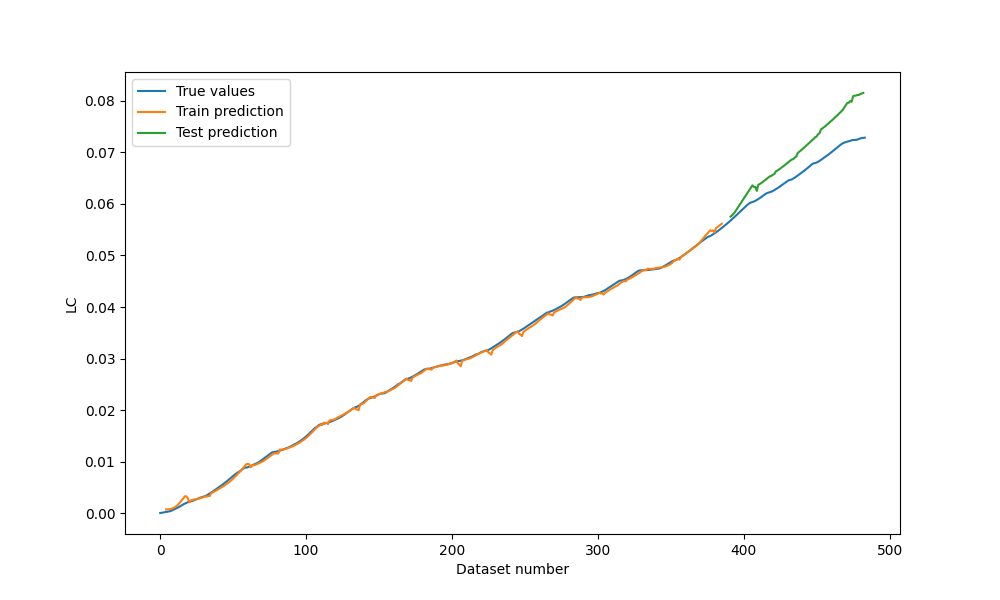 True values
Train prediction
Test prediction
0.08
0.07
0.06
0.05
0.04
0.03
0.02
0.01
0.00
LC
0 100 200 300 400 500
Dataset number